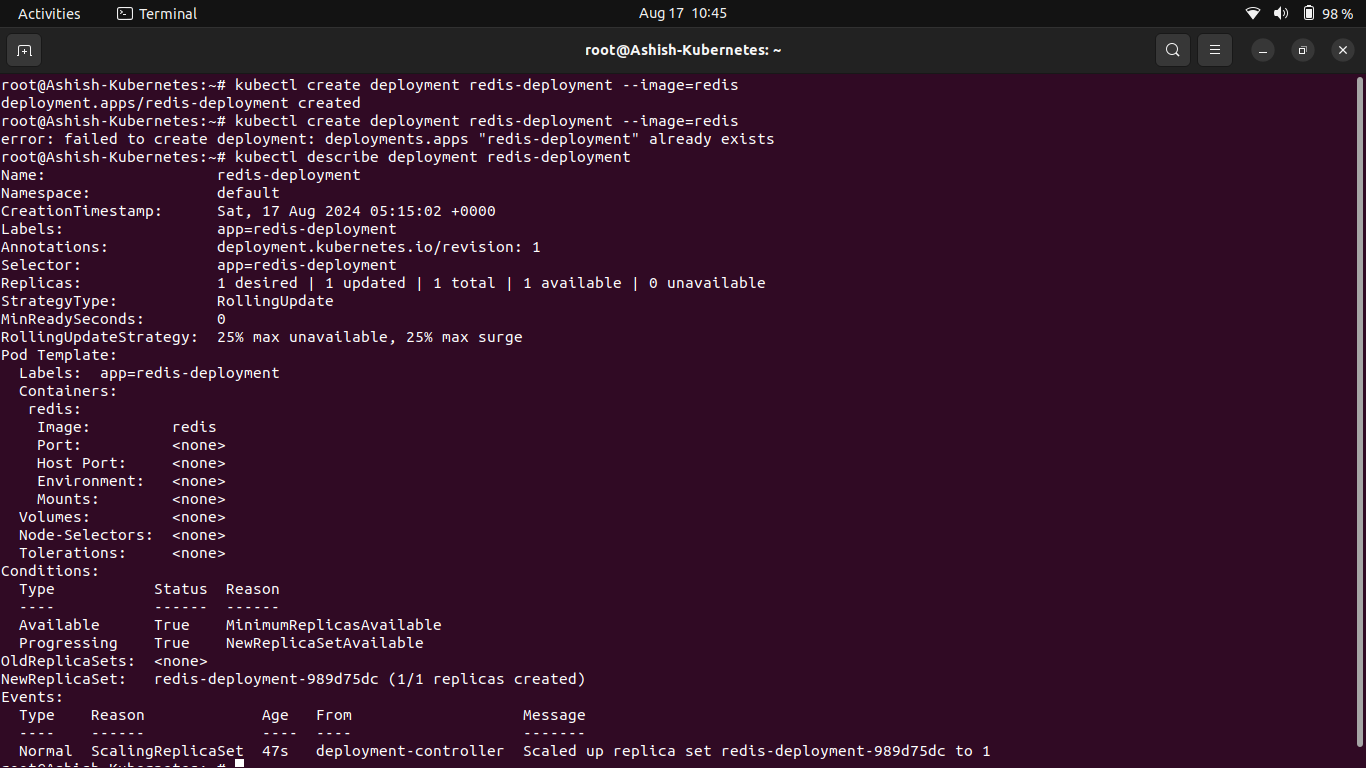 Activities Terminal Aug 17 10:45 98 %
root@Ashish-Kubernetes: ~
root@Ashish-Kubernetes:~# kubectl create deployment redis-deployment --image=redis
deployment.apps/redis-deployment created
root@Ashish-Kubernetes:~# kubectl create deployment redis-deployment --image=redis
error: failed to create deployment: deployments.apps "redis-deployment" already exists
root@Ashish-Kubernetes:~# kubectl describe deployment redis-deployment
Name:                   redis-deployment
Namespace:              default
CreationTimestamp:      Sat, 17 Aug 2024 05:15:02 +0000
Labels:                 app=redis-deployment
Annotations:            deployment.kubernetes.io/revision: 1
Selector:               app=redis-deployment
Replicas:               1 desired | 1 updated | 1 total | 1 available | 0 unavailable
StrategyType:           RollingUpdate
MinReadySeconds:        0
RollingUpdateStrategy:  25% max unavailable, 25% max surge
Pod Template:
  Labels:  app=redis-deployment
  Containers:
   redis:
    Image:         redis
    Port:          <none>
    Host Port:     <none>
    Environment:   <none>
    Mounts:        <none>
  Volumes:         <none>
  Node-Selectors:  <none>
  Tolerations:     <none>
Conditions:
  Type           Status  Reason
  ----           ------  ------
  Available      True    MinimumReplicasAvailable
  Progressing    True    NewReplicaSetAvailable
OldReplicaSets:  <none>
NewReplicaSet:   redis-deployment-989d75dc (1/1 replicas created)
Events:
  Type    Reason             Age   From                   Message
  ----    ------             ----  ----                   -------
  Normal  ScalingReplicaSet  47s   deployment-controller  Scaled up replica set redis-deployment-989d75dc to 1
root@Ashish-Kubernetes:~#